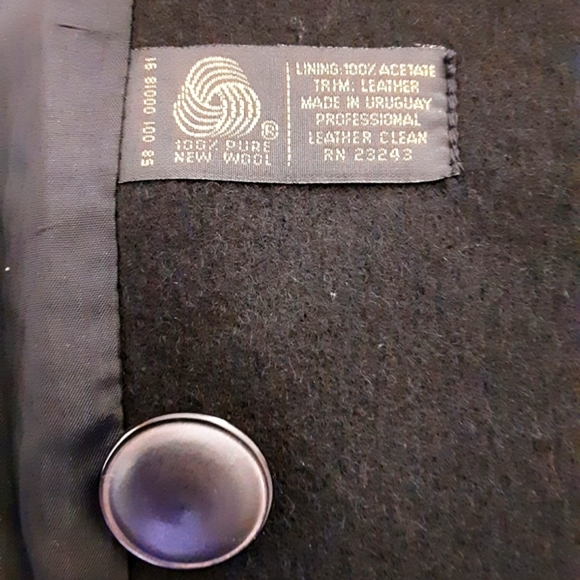 58 001 00018 91
®
100% PURE
NEW WOOL
LINING:100% ACETATE
TRIM: LEATHER
MADE IN URUGUAY
PROFESSIONAL
LEATHER CLEAN
RN 23243